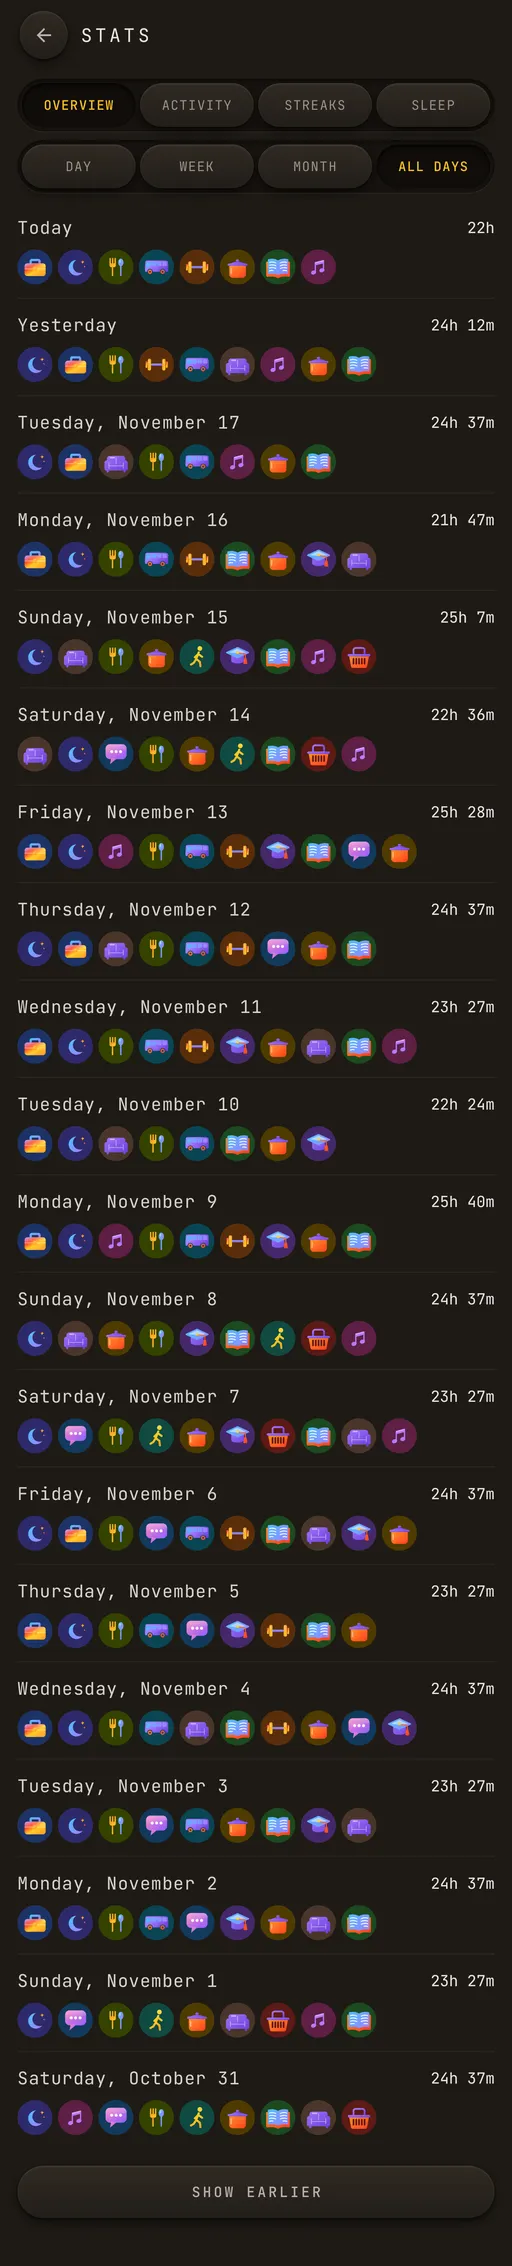 STATS
OVERVIEW ACTIVITY STREAKS SLEEP
DAY WEEK MONTH ALL DAYS
Today 22h
Yesterday 24h 12m
Tuesday, November 17 24h 37m
Monday, November 16 21h 47m
Sunday, November 15 25h 7m
Saturday, November 14 22h 36m
Friday, November 13 25h 28m
Thursday, November 12 24h 37m
Wednesday, November 11 23h 27m
Tuesday, November 10 22h 24m
Monday, November 9 25h 40m
Sunday, November 8 24h 37m
Saturday, November 7 23h 27m
Friday, November 6 24h 37m
Thursday, November 5 23h 27m
Wednesday, November 4 24h 37m
Tuesday, November 3 23h 27m
Monday, November 2 24h 37m
Sunday, November 1 23h 27m
Saturday, October 31 24h 37m
SHOW EARLIER